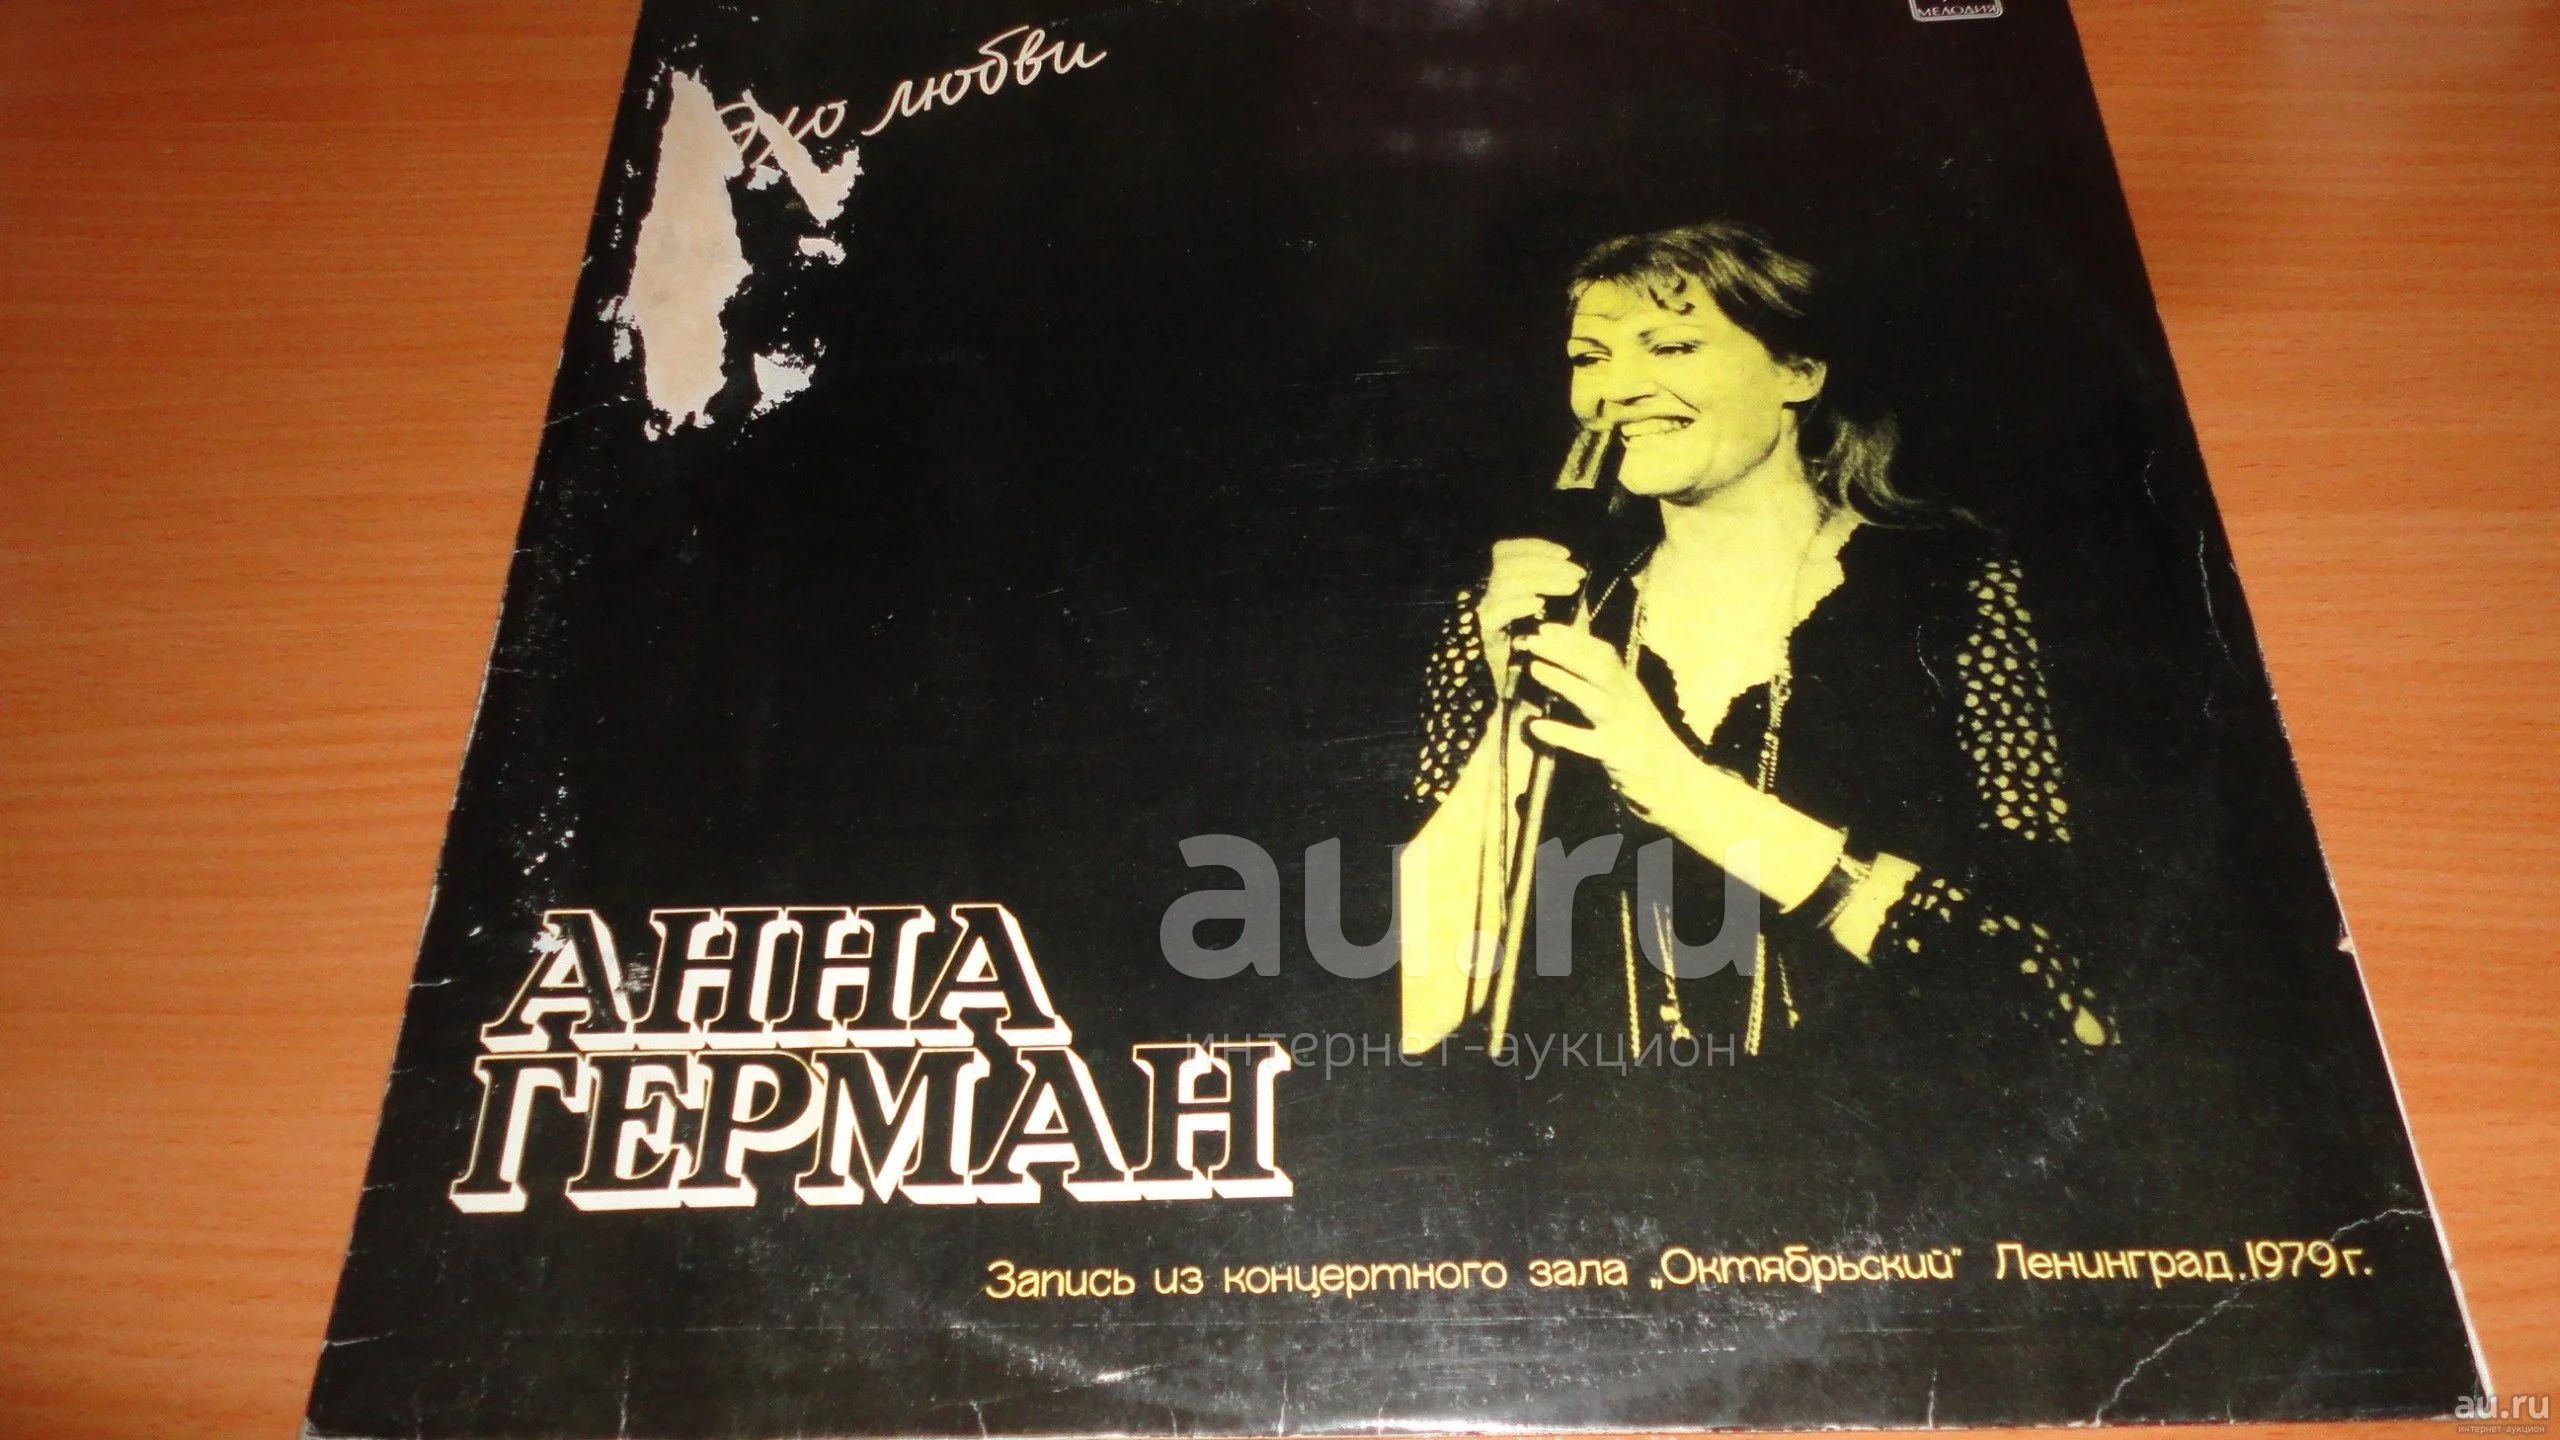 МЕЛОДИЯ
Эхо любви
АННА
ГЕРМАН
Запись из концертного зала „Октябрьский" Ленинград. 1979 г.
au.ru
интернет-аукцион
au.ru
интернет-аукцион